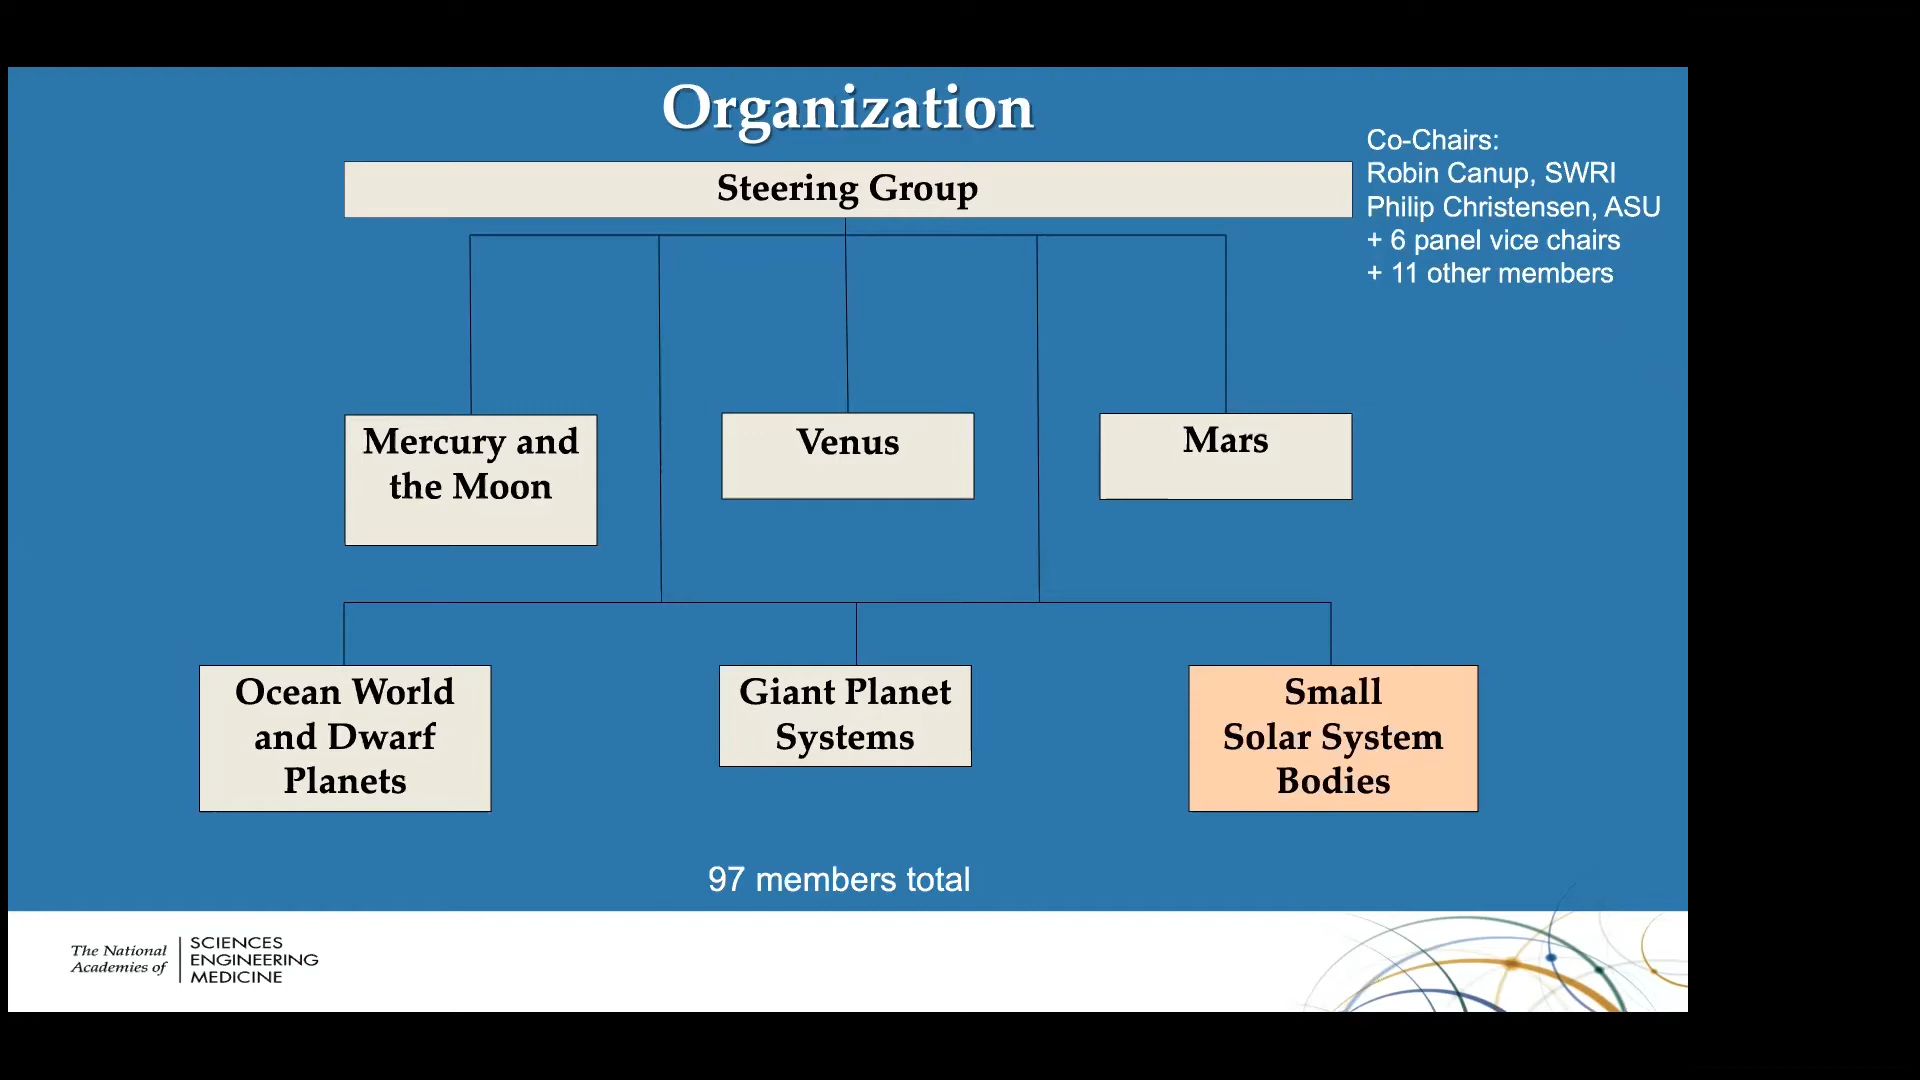 Organization
Co-Chairs:
Robin Canup, SWRI
Philip Christensen, ASU
+ 6 panel vice chairs
+ 11 other members
Steering Group
Mercury and
the Moon
Venus
Mars
Ocean World
and Dwarf
Planets
Giant Planet
Systems
Small
Solar System
Bodies
97 members total
The National
Academies of
SCIENCES
ENGINEERING
MEDICINE